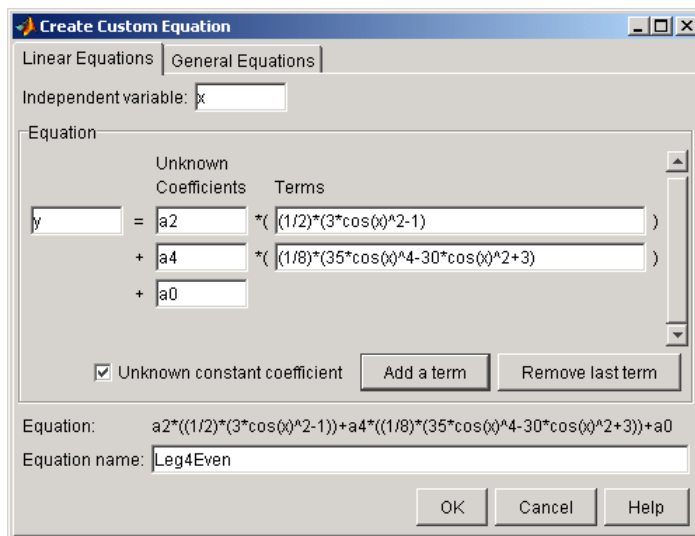 Create Custom Equation
Linear Equations General Equations
Independent variable: x
Equation
Unknown
Coefficients Terms
y = a2 *( (1/2)*(3*cos(x)^2-1) )
+ a4 *( (1/8)*(35*cos(x)^4-30*cos(x)^2+3) )
+ a0
Unknown constant coefficient Add a term Remove last term
Equation: a2*((1/2)*(3*cos(x)^2-1))+a4*((1/8)*(35*cos(x)^4-30*cos(x)^2+3))+a0
Equation name: Leg4Even
OK Cancel Help